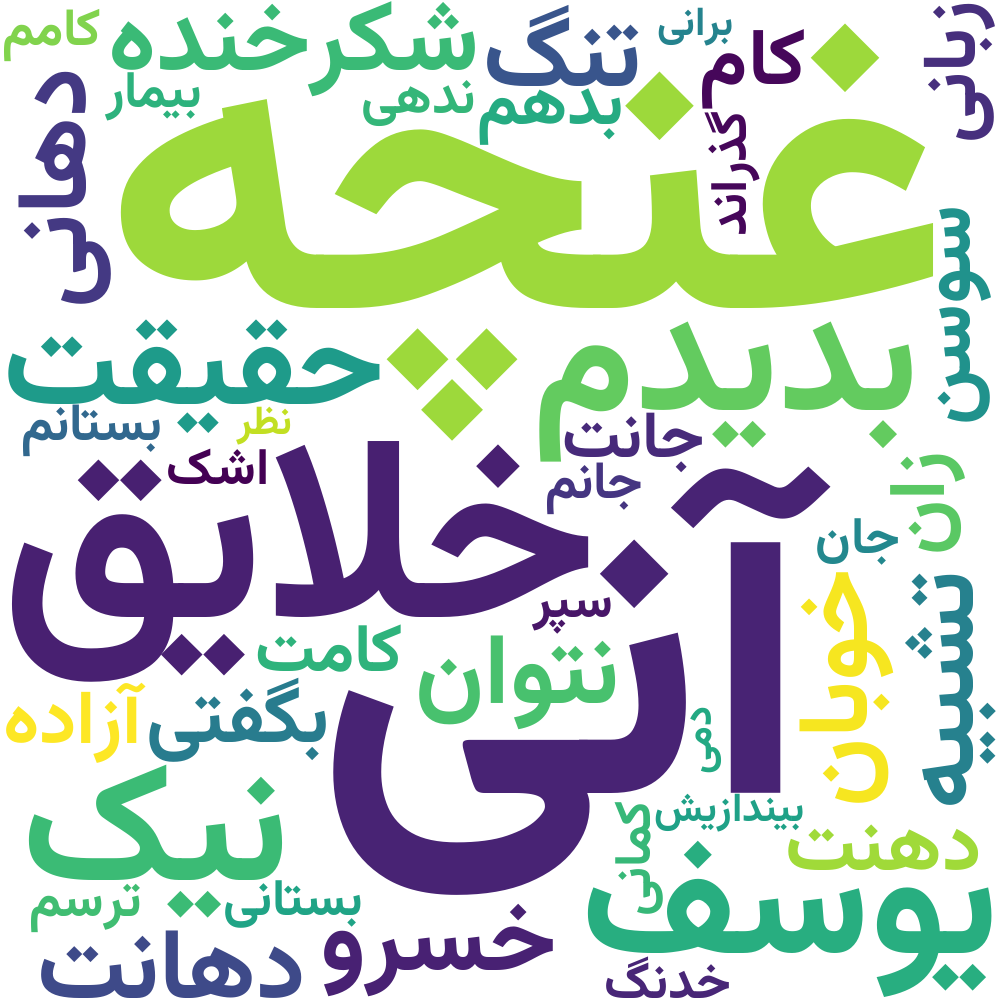 کامم
شکرخنده
تنگ
برانی
کام
زبانی
بیمار
ندهی
بدهم
دهانی
غنچه
گذراند
سوسن
حقیقت
بدیدم
بستانم
نظر
جانت
اشک
جانم
زان
خلایق
آنی
جان
سپر
خوبان
تشبیه
کامت
نتوان
آزاده
بگفتی
دمی
نیک
بیندازیش
کمانی
دهنت
یوسف
ترسم
بستانی
دهانت
خسرو
خدنگ